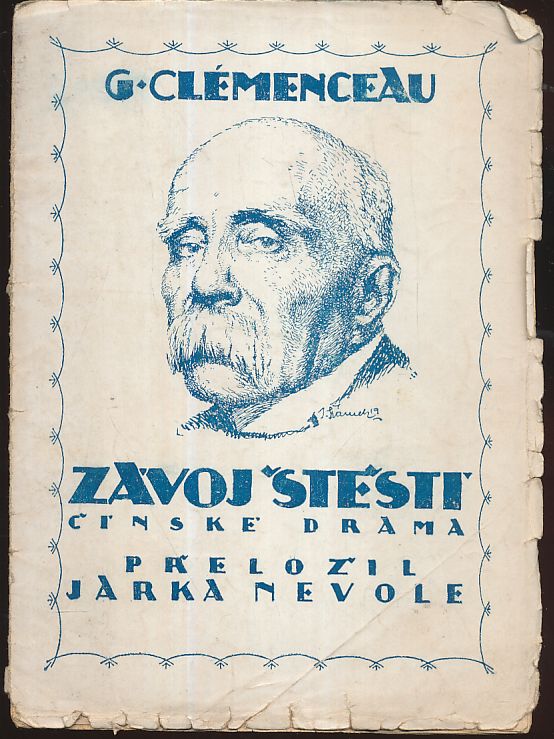 G·CLÉMENCEAU
ZÁVOJ ŠTĚSTÍ
ČÍNSKÉ DRAMA
PŘELOŽIL
JARKA NEVOLE